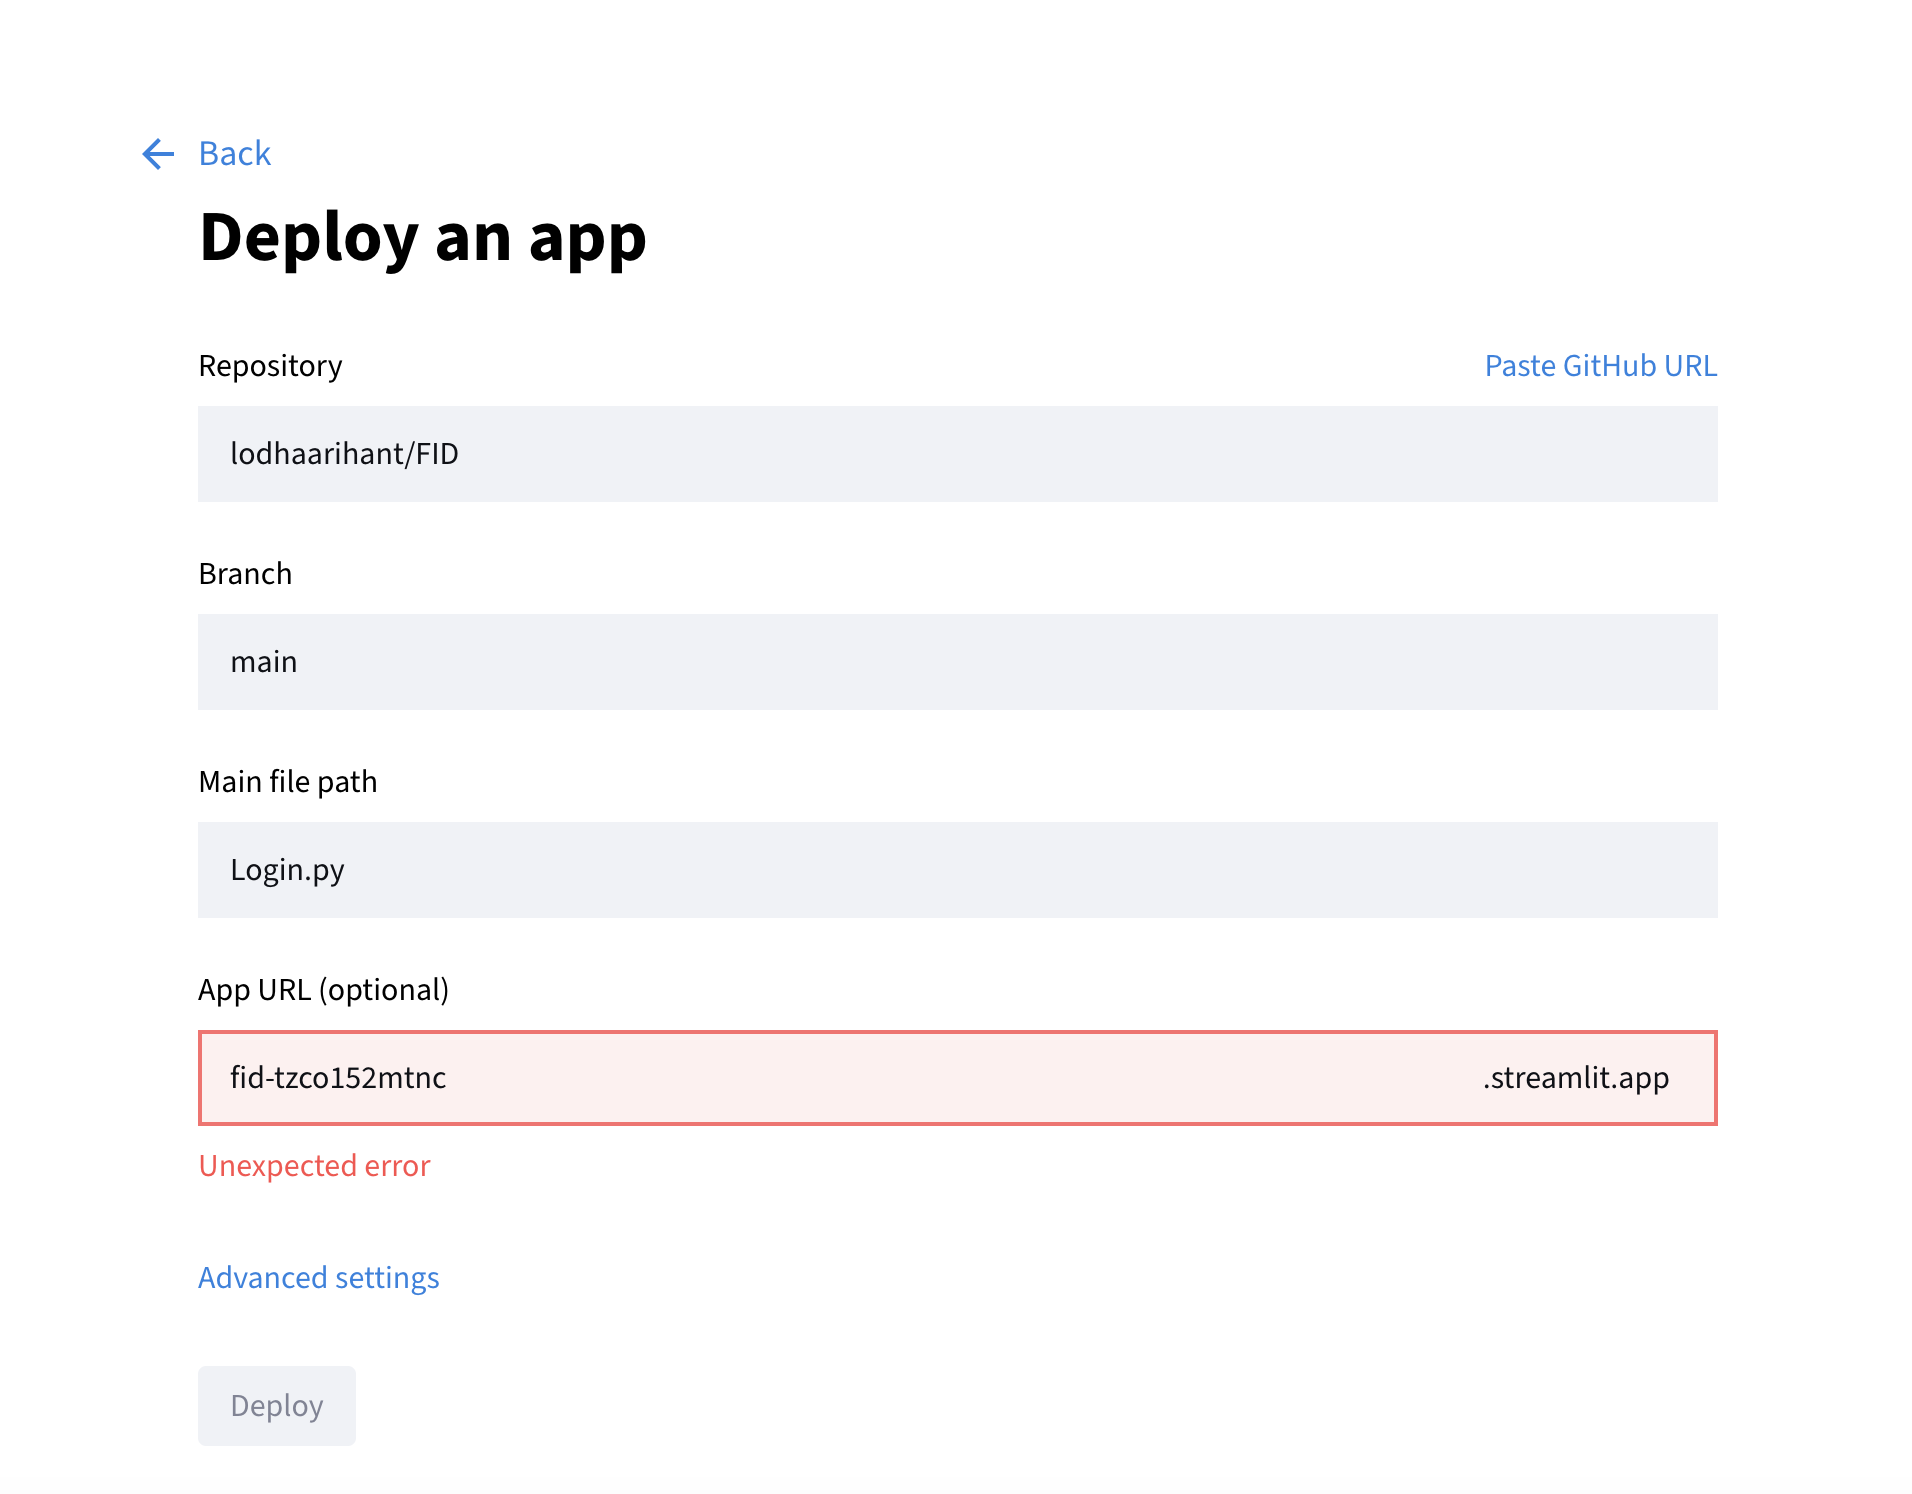 Back
Deploy an app
Repository
Paste GitHub URL
lodhaarihant/FID
Branch
main
Main file path
Login.py
App URL (optional)
fid-tzco152mtnc
.streamlit.app
Unexpected error
Advanced settings
Deploy